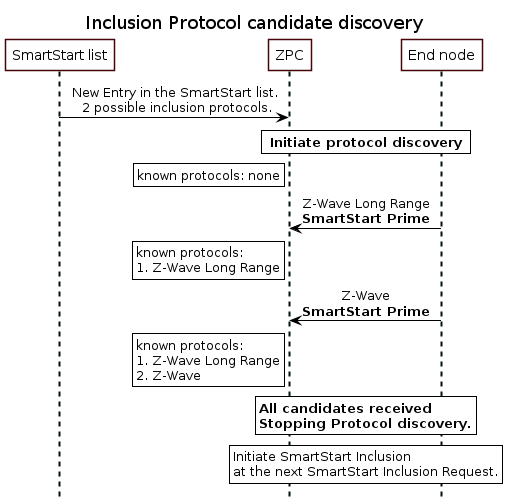 Inclusion Protocol candidate discovery
SmartStart list
ZPC
End node
New Entry in the SmartStart list.
2 possible inclusion protocols.
Initiate protocol discovery
known protocols: none
Z-Wave Long Range
SmartStart Prime
known protocols:
1. Z-Wave Long Range
Z-Wave
SmartStart Prime
known protocols:
1. Z-Wave Long Range
2. Z-Wave
All candidates received
Stopping Protocol discovery.
Initiate SmartStart Inclusion
at the next SmartStart Inclusion Request.